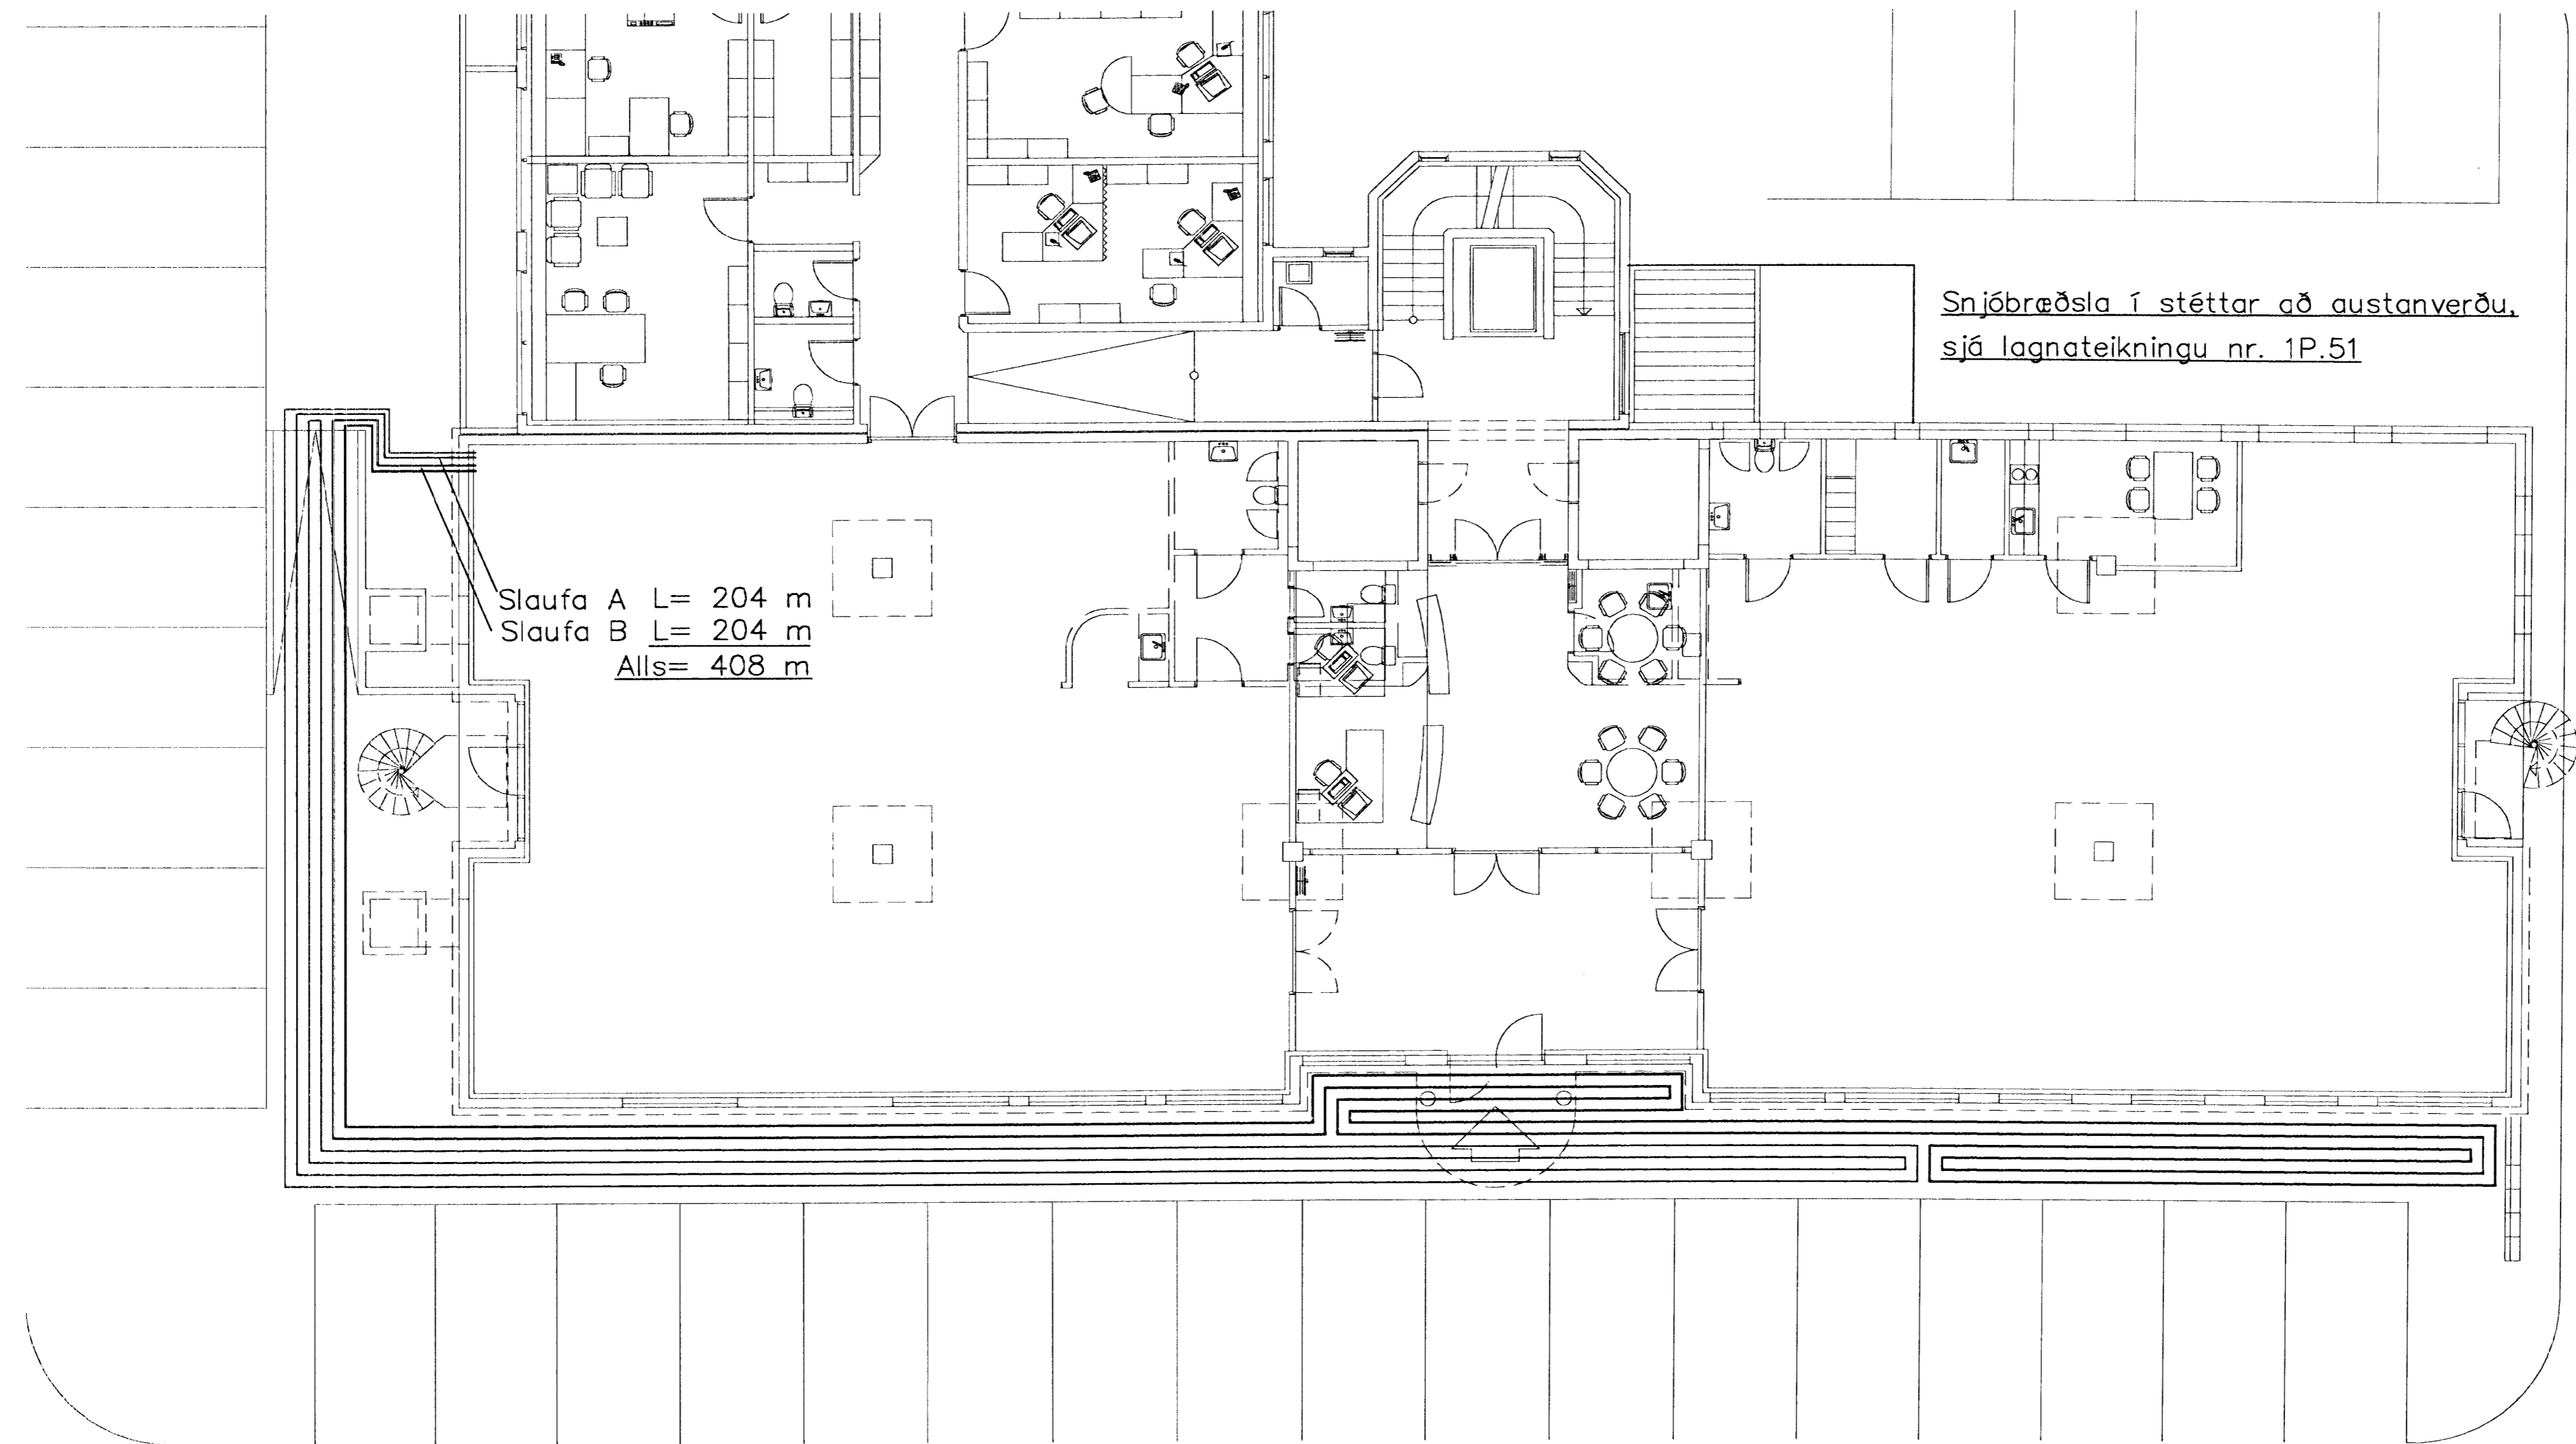 Snjóbræðsla í stéttar að austanverðu,
sjá lagnateikningu nr. 1P.51
Slaufa A L= 204 m
Slaufa B L= 204 m
Alls= 408 m